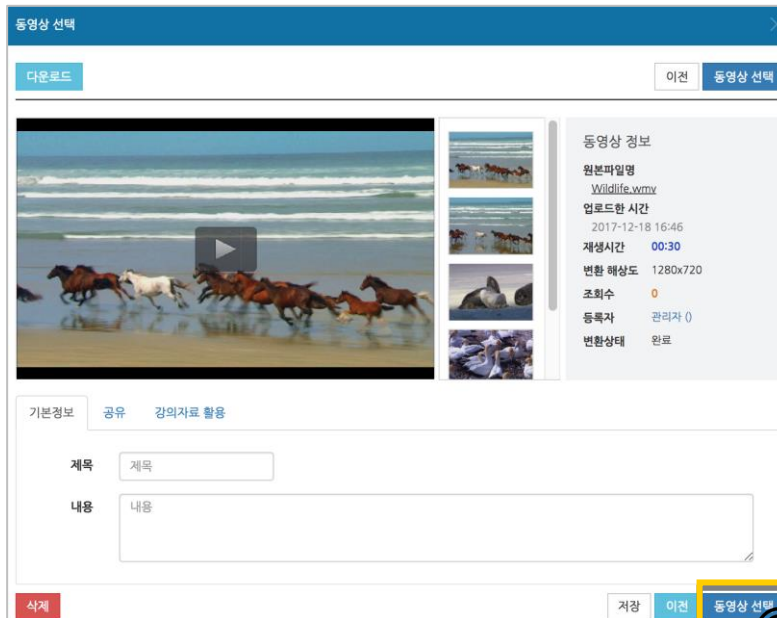 동영상 선택
다운로드
이전 동영상 선택
동영상 정보
원본파일명
Wildlife.wmv
업로드한 시간
2017-12-18 16:46
재생시간 00:30
변환 해상도 1280x720
조회수 0
등록자 관리자 ()
변환상태 완료
기본정보 공유 강의자료 활용
제목 제목
내용 내용
삭제 저장 이전 동영상 선택